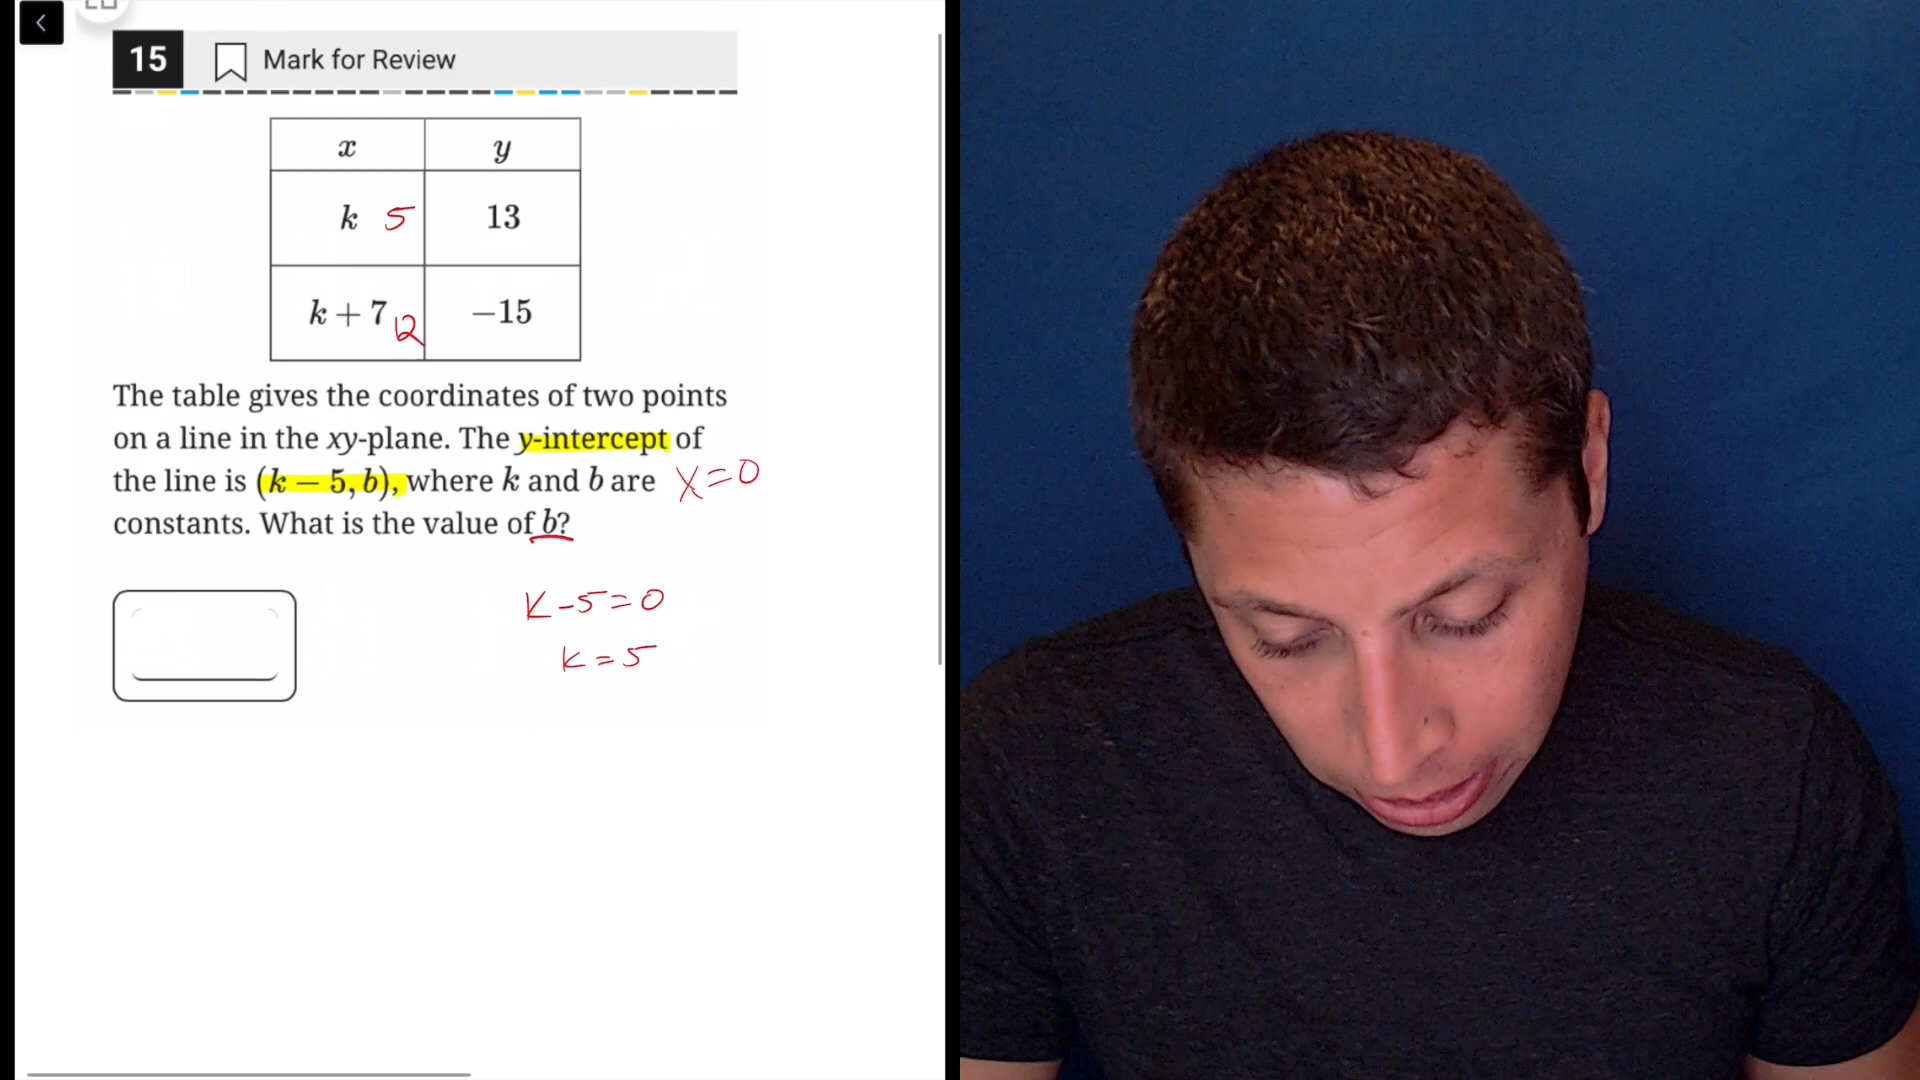 15 Mark for Review
x y
k 5 13
k + 7 12 −15
The table gives the coordinates of two points
on a line in the xy-plane. The y-intercept of
the line is (k − 5, b), where k and b are x=0
constants. What is the value of b?
k-5=0
k=5